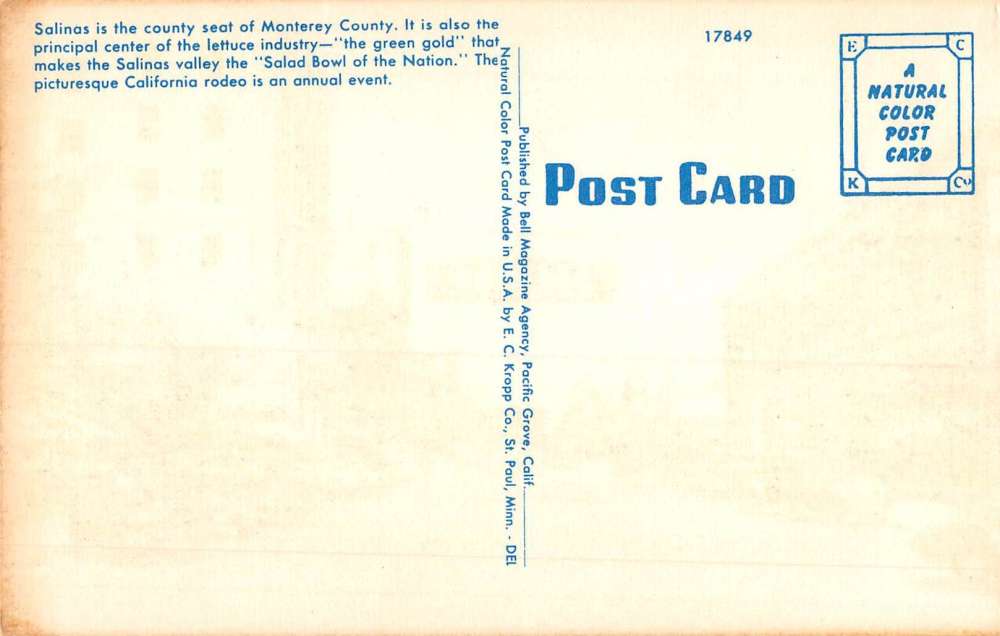 Salinas is the county seat of Monterey County. It is also the
principal center of the lettuce industry—"the green gold" that
makes the Salinas valley the "Salad Bowl of the Nation." The
picturesque California rodeo is an annual event.
17849
E C
A
NATURAL
COLOR
POST
CARD
K Co
POST CARD
Published by Bell Magazine Agency, Pacific Grove, Calif.
Natural Color Post Card Made in U.S.A. by E. C. Kropp Co., St. Paul, Minn. - DEL